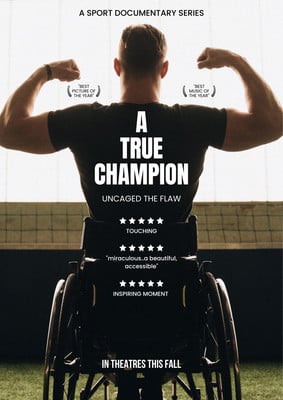 A SPORT DOCUMENTARY SERIES
"BEST
PICTURE OF
THE YEAR"
"BEST
MUSIC OF
THE YEAR"
A
TRUE
CHAMPION
UNCAGED THE FLAW
TOUCHING
"miraculous..a beautiful,
accessible"
INSPIRING MOMENT
IN THEATRES THIS FALL